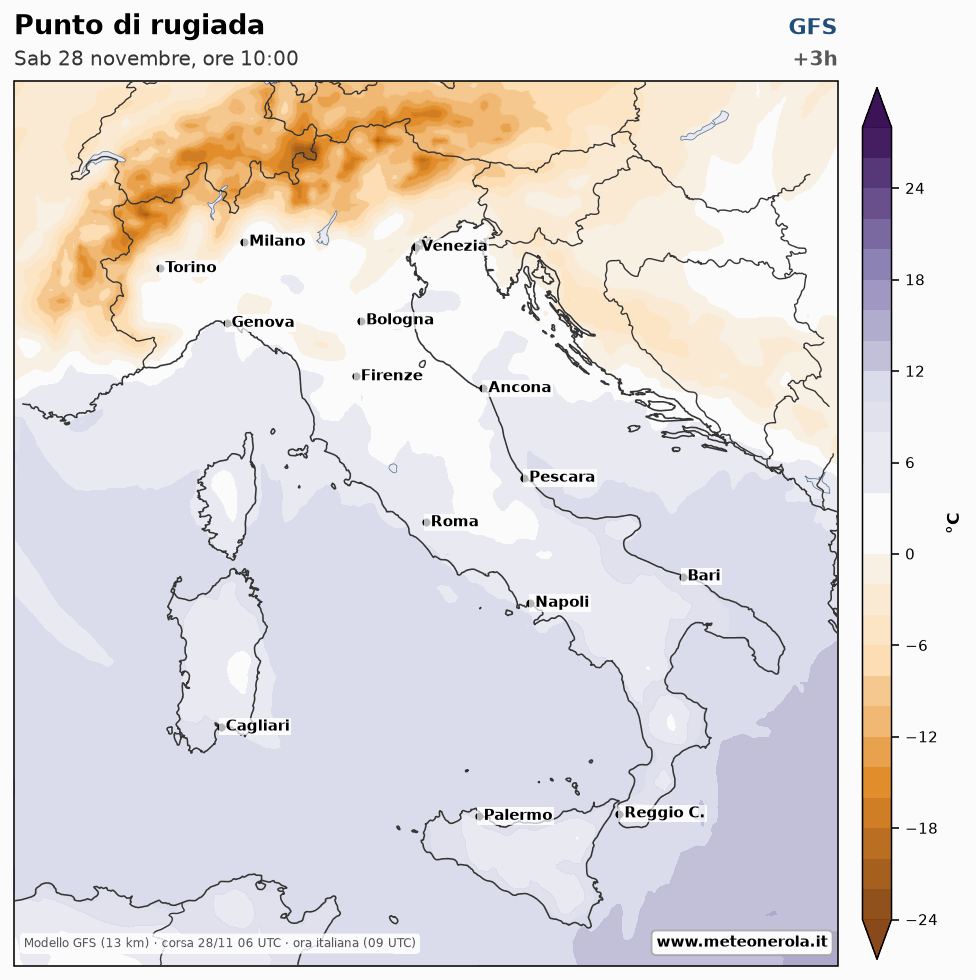 Punto di rugiada
GFS
Sab 28 novembre, ore 10:00
+3h
Milano
Venezia
Torino
Genova
Bologna
Firenze
Ancona
Pescara
Roma
Bari
Napoli
Cagliari
Palermo
Reggio C.
24
18
12
6
0
−6
−12
−18
−24
°C
Modello GFS (13 km) · corsa 28/11 06 UTC · ora italiana (09 UTC)
www.meteonerola.it